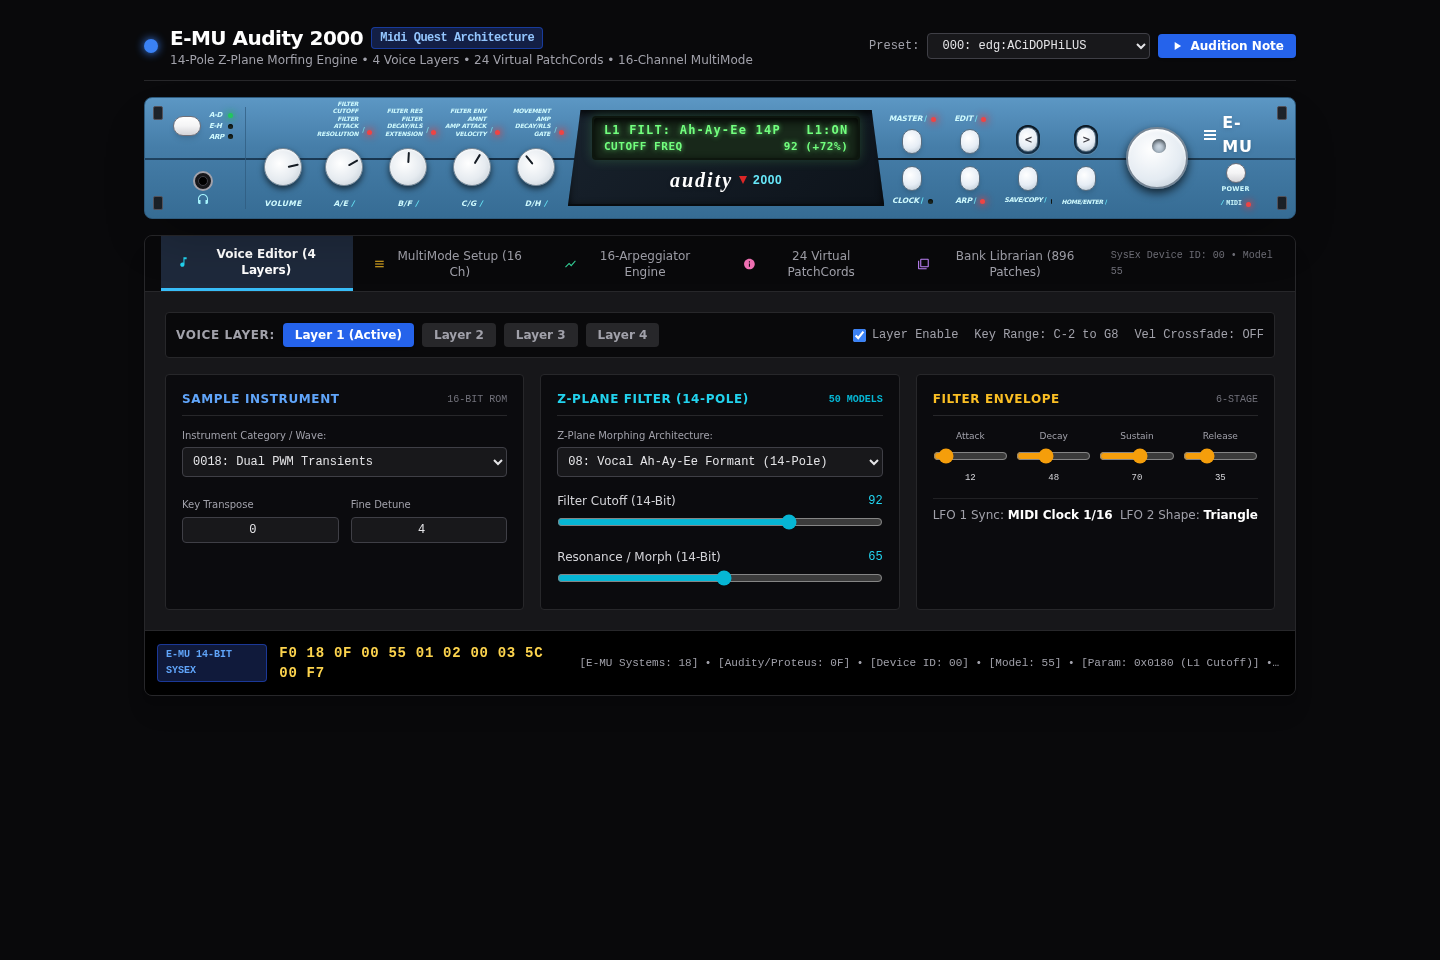 E-MU Audity 2000 Midi Quest Architecture
14-Pole Z-Plane Morfing Engine • 4 Voice Layers • 24 Virtual PatchCords • 16-Channel MultiMode
Preset: 000: edg:ACiDOPHiLUS Audition Note
A-D
E-H
ARP
VOLUME
FILTER
CUTOFF
FILTER
ATTACK
RESOLUTION /
A/E /
FILTER RES
FILTER
DECAY/RLS
EXTENSION /
B/F /
FILTER ENV
AMNT
AMP ATTACK
VELOCITY /
C/G /
MOVEMENT
AMP
DECAY/RLS
GATE /
D/H /
L1 FILT: Ah-Ay-Ee 14P L1:ON
CUTOFF FREQ 92 (+72%)
audity 2000
MASTER / EDIT /
< >
CLOCK / ARP / SAVE/COPY / HOME/ENTER /
E-
MU
POWER
/ MIDI
Voice Editor (4
Layers)
MultiMode Setup (16
Ch)
16-Arpeggiator
Engine
24 Virtual
PatchCords
Bank Librarian (896
Patches)
SysEx Device ID: 00 • Model
55
VOICE LAYER: Layer 1 (Active) Layer 2 Layer 3 Layer 4 Layer Enable Key Range: C-2 to G8 Vel Crossfade: OFF
SAMPLE INSTRUMENT 16-BIT ROM
Instrument Category / Wave:
0018: Dual PWM Transients
Key Transpose Fine Detune
0 4
Z-PLANE FILTER (14-POLE) 50 MODELS
Z-Plane Morphing Architecture:
08: Vocal Ah-Ay-Ee Formant (14-Pole)
Filter Cutoff (14-Bit) 92
Resonance / Morph (14-Bit) 65
FILTER ENVELOPE 6-STAGE
Attack Decay Sustain Release
12 48 70 35
LFO 1 Sync: MIDI Clock 1/16 LFO 2 Shape: Triangle
E-MU 14-BIT
SYSEX
F0 18 0F 00 55 01 02 00 03 5C
00 F7
[E-MU Systems: 18] • [Audity/Proteus: 0F] • [Device ID: 00] • [Model: 55] • [Param: 0x0180 (L1 Cutoff)] •…